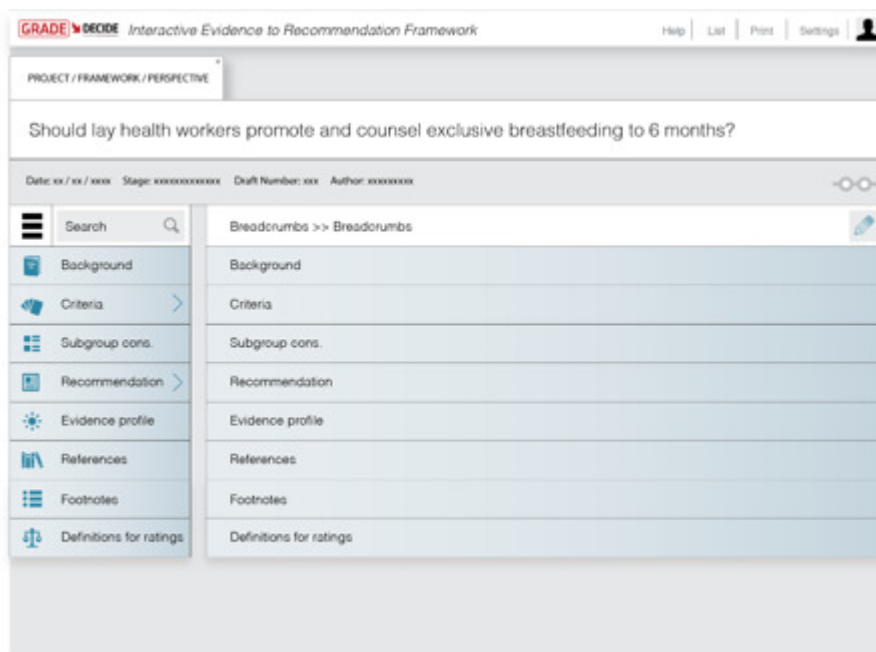 GRADE DECIDE Interactive Evidence to Recommendation Framework Help List Print Settings
PROJECT / FRAMEWORK / PERSPECTIVE
Should lay health workers promote and counsel exclusive breastfeeding to 6 months?
Date: xx / xx / xxxx Stage: xxxxxxxxxxxxx Draft Number: xxx Author: xxxxxxxxx
Search Breadcrumbs >> Breadcrumbs
Background Background
Criteria Criteria
Subgroup cons. Subgroup cons.
Recommendation Recommendation
Evidence profile Evidence profile
References References
Footnotes Footnotes
Definitions for ratings Definitions for ratings